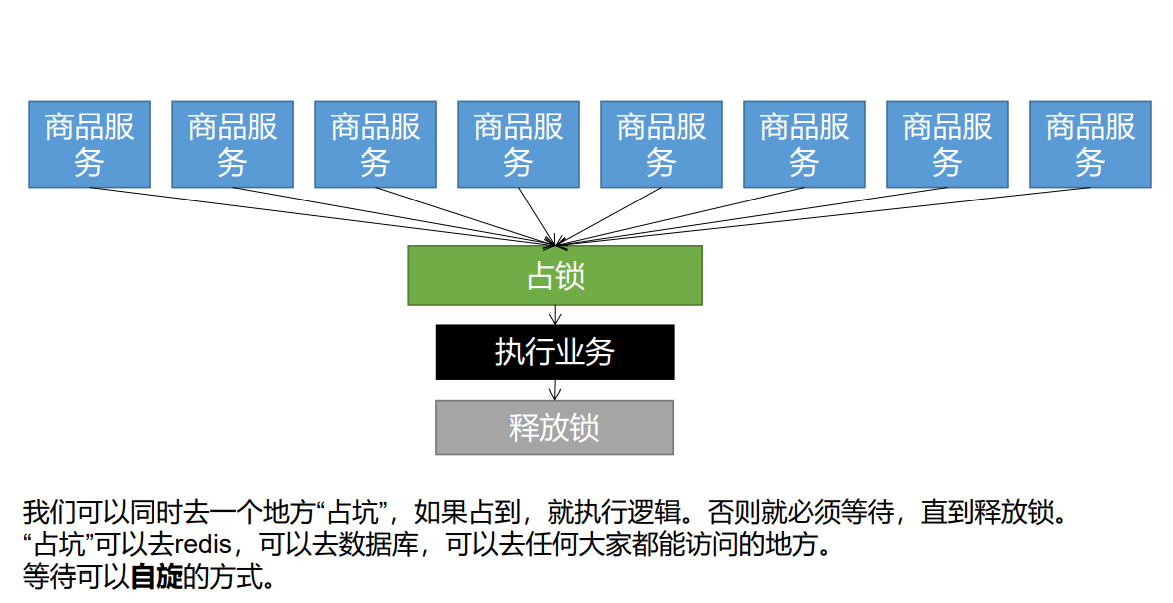 商品服
务
商品服
务
商品服
务
商品服
务
商品服
务
商品服
务
商品服
务
商品服
务
占锁
执行业务
释放锁
我们可以同时去一个地方“占坑”，如果占到，就执行逻辑。否则就必须等待，直到释放锁。
“占坑”可以去redis，可以去数据库，可以去任何大家都能访问的地方。
等待可以自旋的方式。